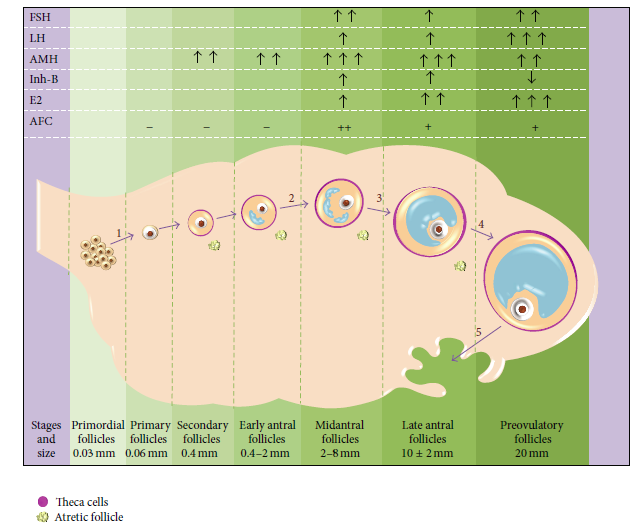 FSH ↑ ↑ ↑ ↑ ↑
LH ↑ ↑ ↑ ↑ ↑
AMH ↑ ↑ ↑ ↑ ↑ ↑ ↑ ↑ ↑ ↑ ↑ ↑
Inh-B ↑ ↑ ↓
E2 ↑ ↑ ↑ ↑ ↑ ↑
AFC – – – ++ + +
1
2
3
4
5
Stages and size
Primordial follicles 0.03 mm
Primary follicles 0.06 mm
Secondary follicles 0.4 mm
Early antral follicles 0.4–2 mm
Midantral follicles 2–8 mm
Late antral follicles 10 ± 2 mm
Preovulatory follicles 20 mm
Theca cells
Atretic follicle